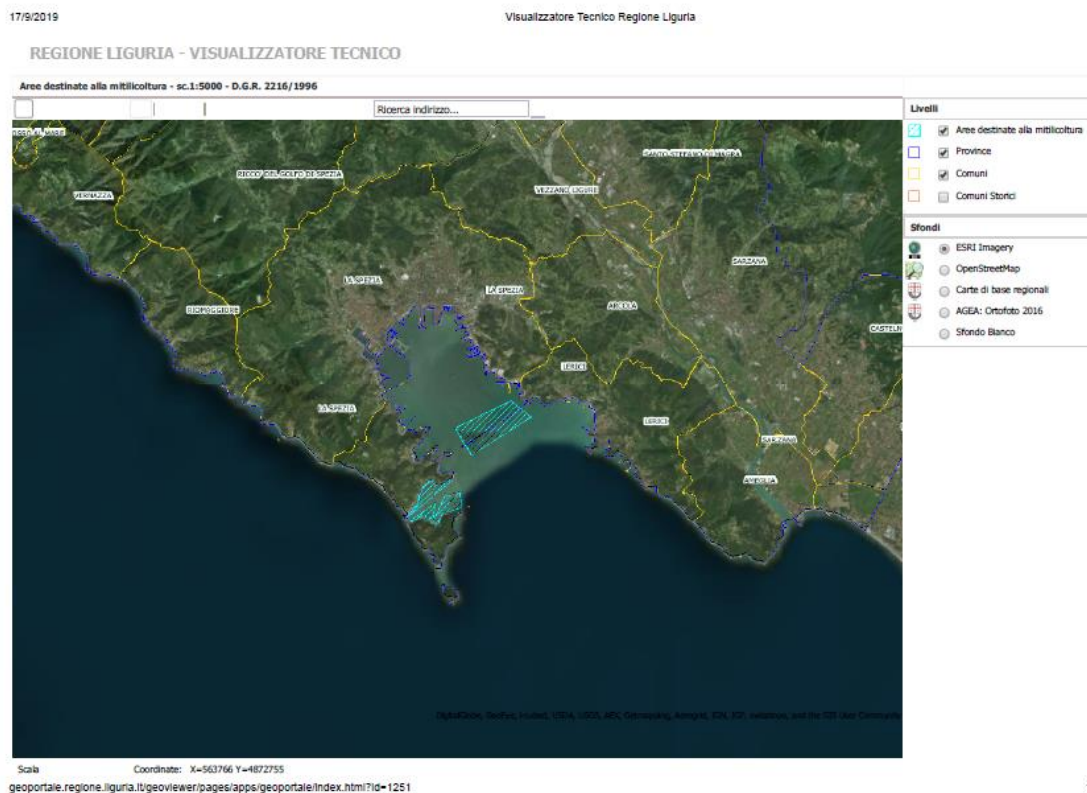 17/9/2019
Visualizzatore Tecnico Regione Liguria
REGIONE LIGURIA - VISUALIZZATORE TECNICO
Aree destinate alla mitilicoltura - sc.1:5000 - D.G.R. 2216/1996
Ricerca indirizzo...
Livelli
Aree destinate alla mitilicoltura
Province
Comuni
Comuni Storici
Sfondi
ESRI Imagery
OpenStreetMap
Carte di base regionali
AGEA: Ortofoto 2016
Sfondo Bianco
SANTO STEFANO DI MAGRA
RICCO' DEL GOLFO DI SPEZIA
VERNAZZA
VEZZANO LIGURE
SARZANA
LA SPEZIA
LA SPEZIA
RIOMAGGIORE
ARCOLA
CASTELN
LERICI
LA SPEZIA
LERICI
SARZANA
AMEGLIA
Scala
Coordinate: X=563766 Y=4872755
geoportale.regione.liguria.it/geoviewer/pages/apps/geoportale/index.html?id=1251